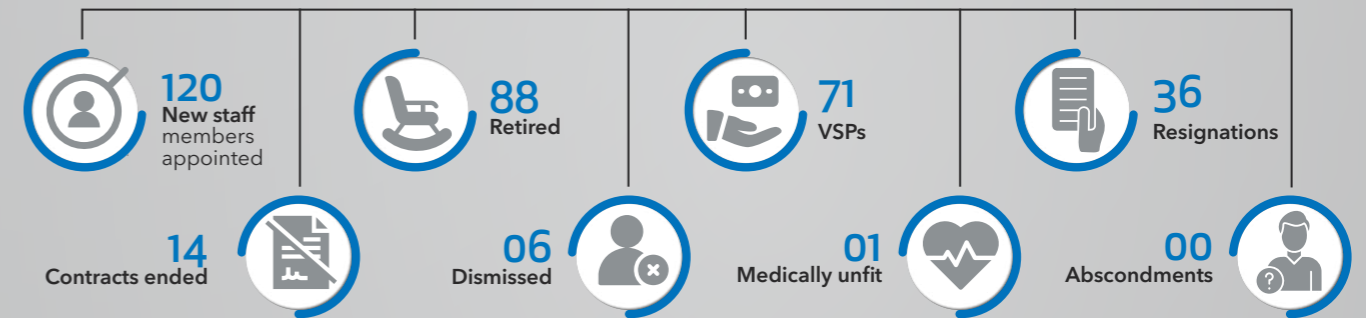 120
New staff
members
appointed
88
Retired
71
VSPs
36
Resignations
14
Contracts ended
06
Dismissed
01
Medically unfit
00
Abscondments
?